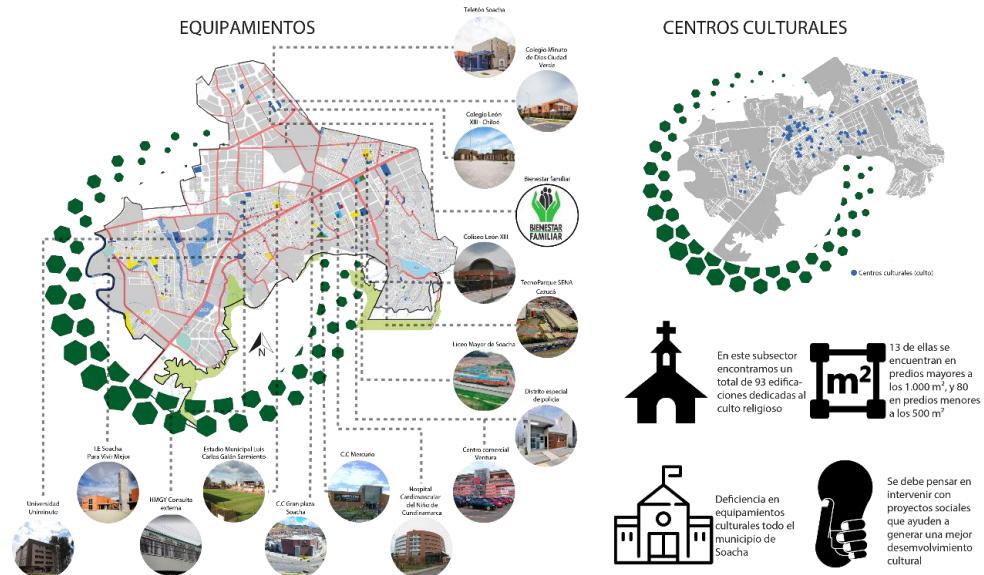 EQUIPAMIENTOS
CENTROS CULTURALES
Teletón Soacha
Colegio Minuto
de Dios Ciudad
Verde
Colegio León
XIII - Chiloé
Bienestar familiar
BIENESTAR
FAMILIAR
Coliseo León XIII
TecnoParque SENA
Cazucá
Liceo Mayor de Soacha
Distrito especial
de policia
N
I.E Soacha
Para Vivir Mejor
Estadio Municipal Luis
Carlos Galán Sarmiento
C.C Mercurio
Centro comercial
Ventura
Universidad
Uniminuto
HMGY Consulta
externa
C.C Gran plaza
Soacha
Hospital
Cardiovascular
del Niño de
Cundinamarca
Centros culturales (culto)
En este subsector
encontramos un
total de 93 edifica-
ciones dedicadas al
culto religioso
m²
13 de ellas se
encuentran en
predios mayores a
los 1.000 m², y 80
en predios menores
a los 500 m²
Deficiencia en
equipamientos
culturales todo el
municipio de
Soacha
Se debe pensar en
intervenir con
proyectos sociales
que ayuden a
generar una mejor
desemvolvimiento
cultural